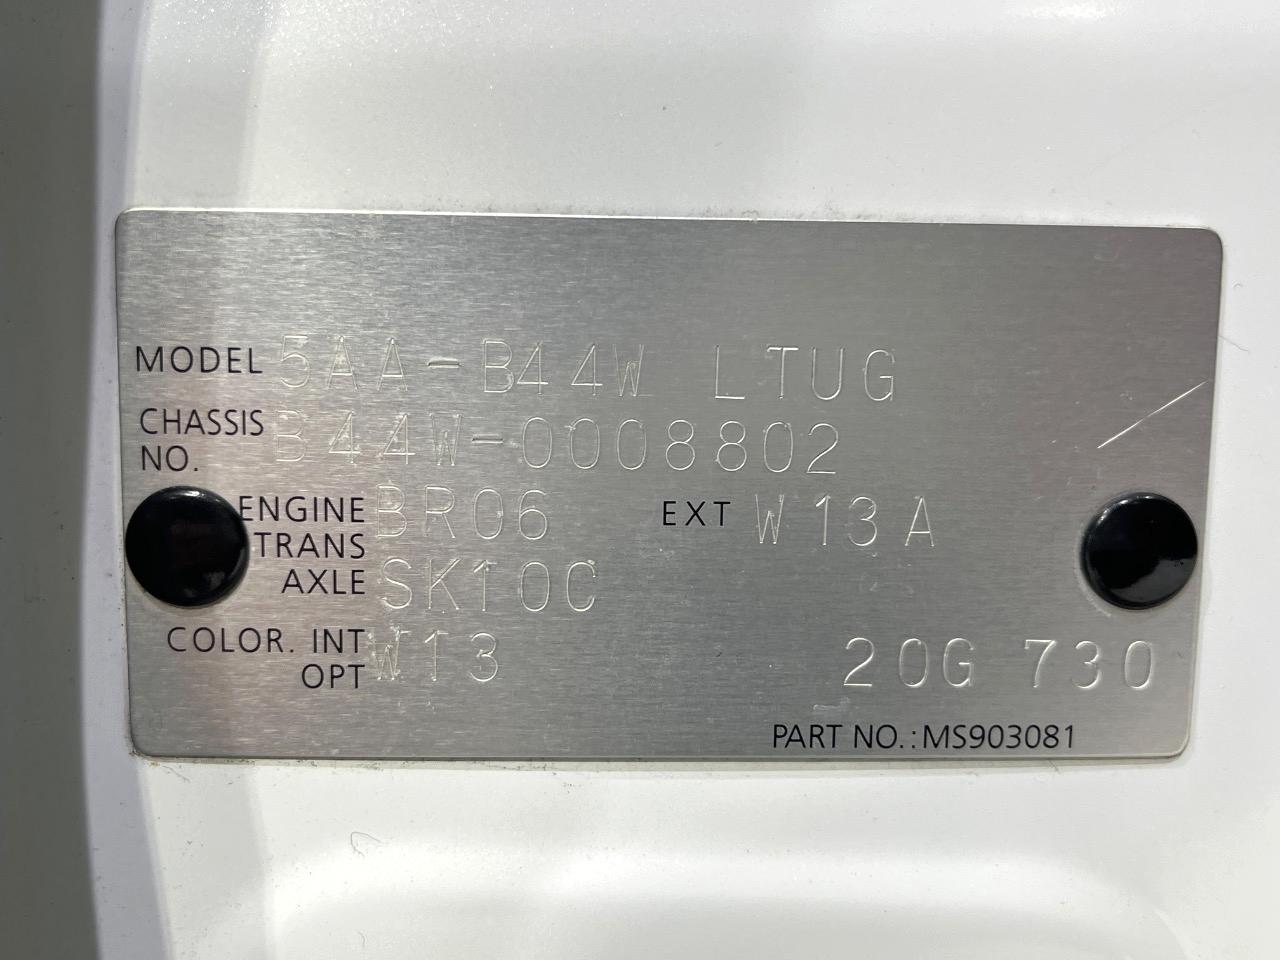 MODEL 5AA-B44W LTUG
CHASSIS NO. B44W-0008802
ENGINE BR06 EXT W13A
TRANS AXLE SK10C
COLOR. INT W13
OPT 20G 730
PART NO.:MS903081